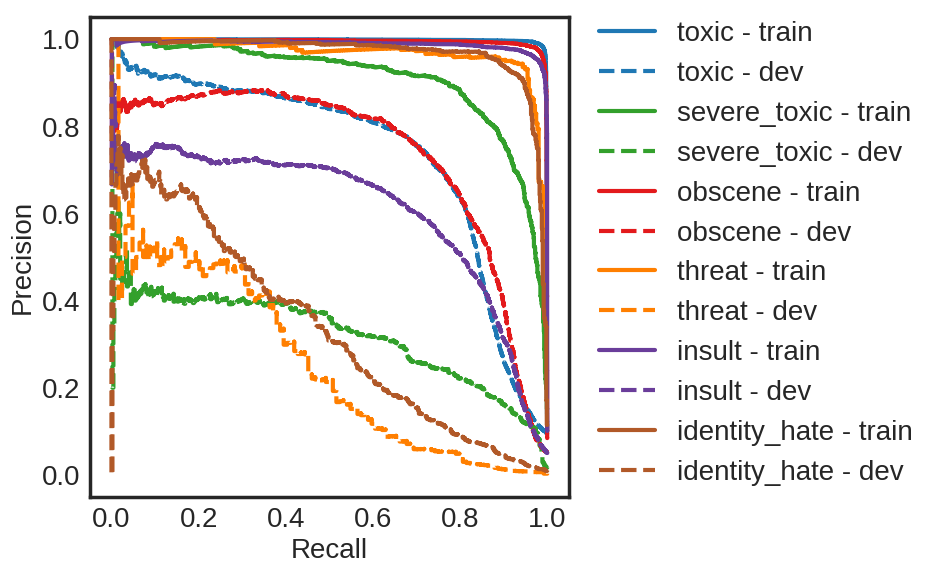 1.0
0.8
0.6
0.4
0.2
0.0
Precision
0.0 0.2 0.4 0.6 0.8 1.0
Recall
toxic - train
toxic - dev
severe_toxic - train
severe_toxic - dev
obscene - train
obscene - dev
threat - train
threat - dev
insult - train
insult - dev
identity_hate - train
identity_hate - dev